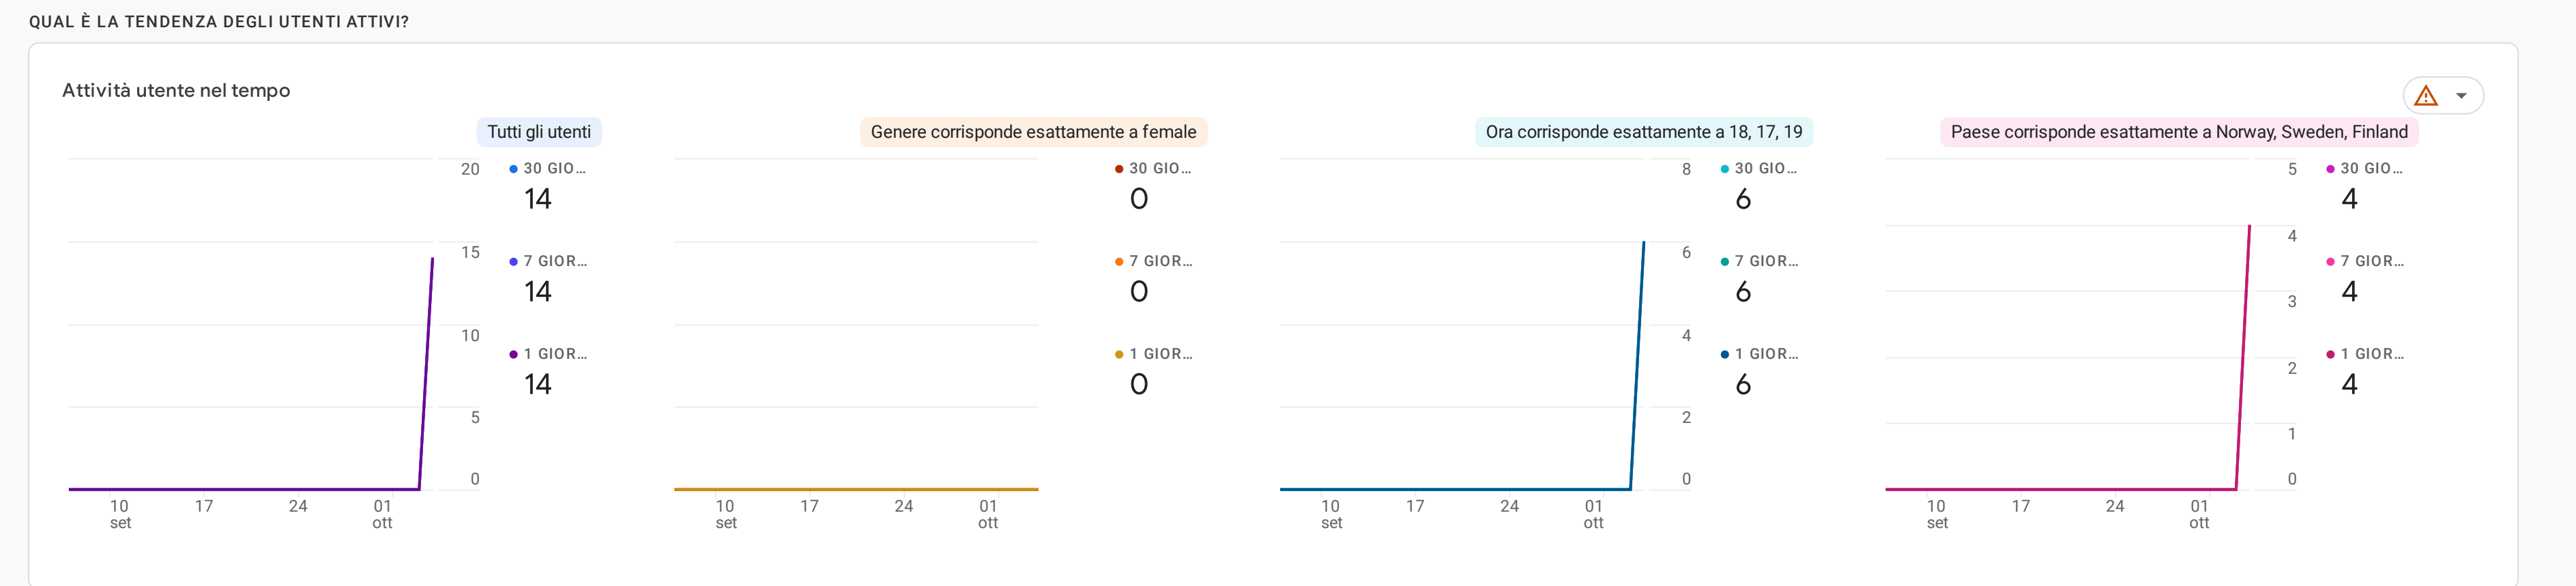 QUAL È LA TENDENZA DEGLI UTENTI ATTIVI?
Attività utente nel tempo
Tutti gli utenti
20
15
10
5
0
10
set
17
24
01
ott
30 GIO...
14
7 GIOR...
14
1 GIOR...
14
Genere corrisponde esattamente a female
10
set
17
24
01
ott
30 GIO...
0
7 GIOR...
0
1 GIOR...
0
Ora corrisponde esattamente a 18, 17, 19
8
6
4
2
0
10
set
17
24
01
ott
30 GIO...
6
7 GIOR...
6
1 GIOR...
6
Paese corrisponde esattamente a Norway, Sweden, Finland
5
4
3
2
1
0
10
set
17
24
01
ott
30 GIO...
4
7 GIOR...
4
1 GIOR...
4